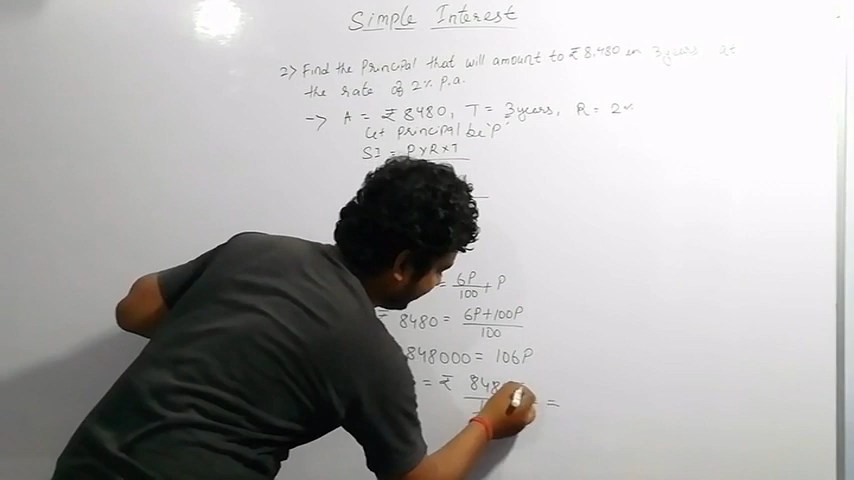 Simple Interest
2> Find the Principal that will amount to ₹ 8,480 in 3 years at
the rate of 2% p.a.
-> A = ₹ 8480, T = 3 years, R = 2%
Let principal be 'P'
SI = P×R×T
= 6P/100 + P
8480 = 6P+100P/100
848000 = 106P
= ₹ 848 =